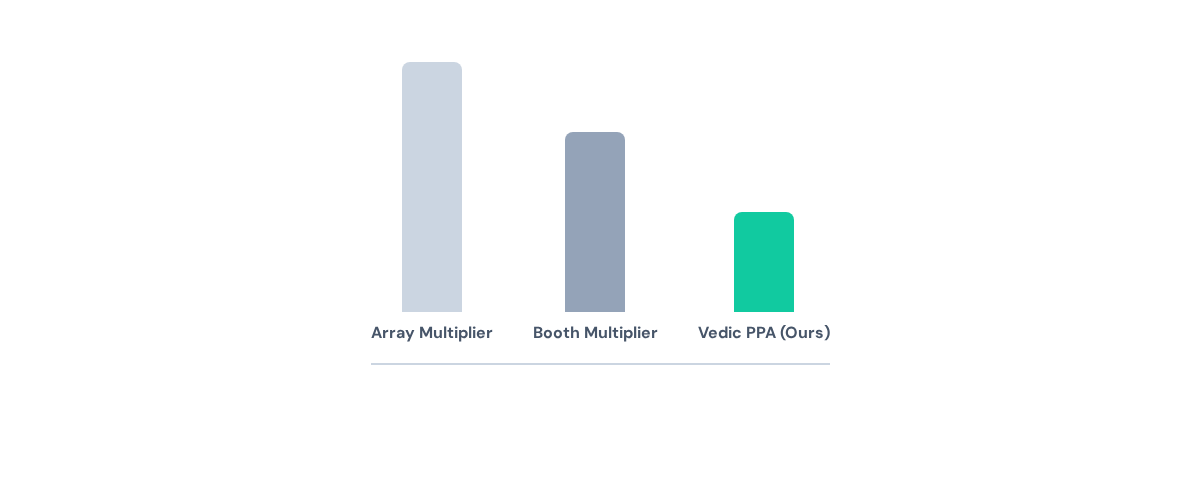 Array Multiplier
Booth Multiplier
Vedic PPA (Ours)